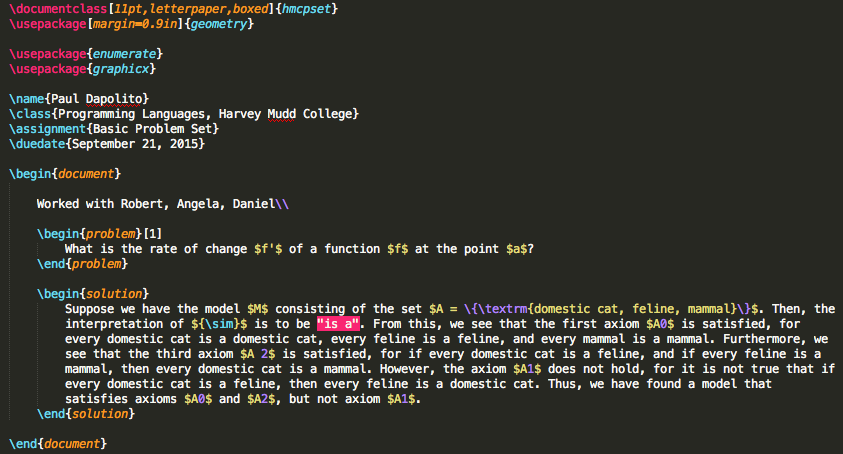 \documentclass[11pt,letterpaper,boxed]{hmcpset}
\usepackage[margin=0.9in]{geometry}
\usepackage{enumerate}
\usepackage{graphicx}
\name{Paul Dapolito}
\class{Programming Languages, Harvey Mudd College}
\assignment{Basic Problem Set}
\duedate{September 21, 2015}
\begin{document}
Worked with Robert, Angela, Daniel\\
\begin{problem}[1]
What is the rate of change $f'$ of a function $f$ at the point $a$?
\end{problem}
\begin{solution}
Suppose we have the model $M$ consisting of the set $A = \{\textrm{domestic cat, feline, mammal}\}$. Then, the
interpretation of ${\sim}$ is to be "is a". From this, we see that the first axiom $A0$ is satisfied, for
every domestic cat is a domestic cat, every feline is a feline, and every mammal is a mammal. Furthermore, we
see that the third axiom $A 2$ is satisfied, for if every domestic cat is a feline, and if every feline is a
mammal, then every domestic cat is a mammal. However, the axiom $A1$ does not hold, for it is not true that if
every domestic cat is a feline, then every feline is a domestic cat. Thus, we have found a model that
satisfies axioms $A0$ and $A2$, but not axiom $A1$.
\end{solution}
\end{document}